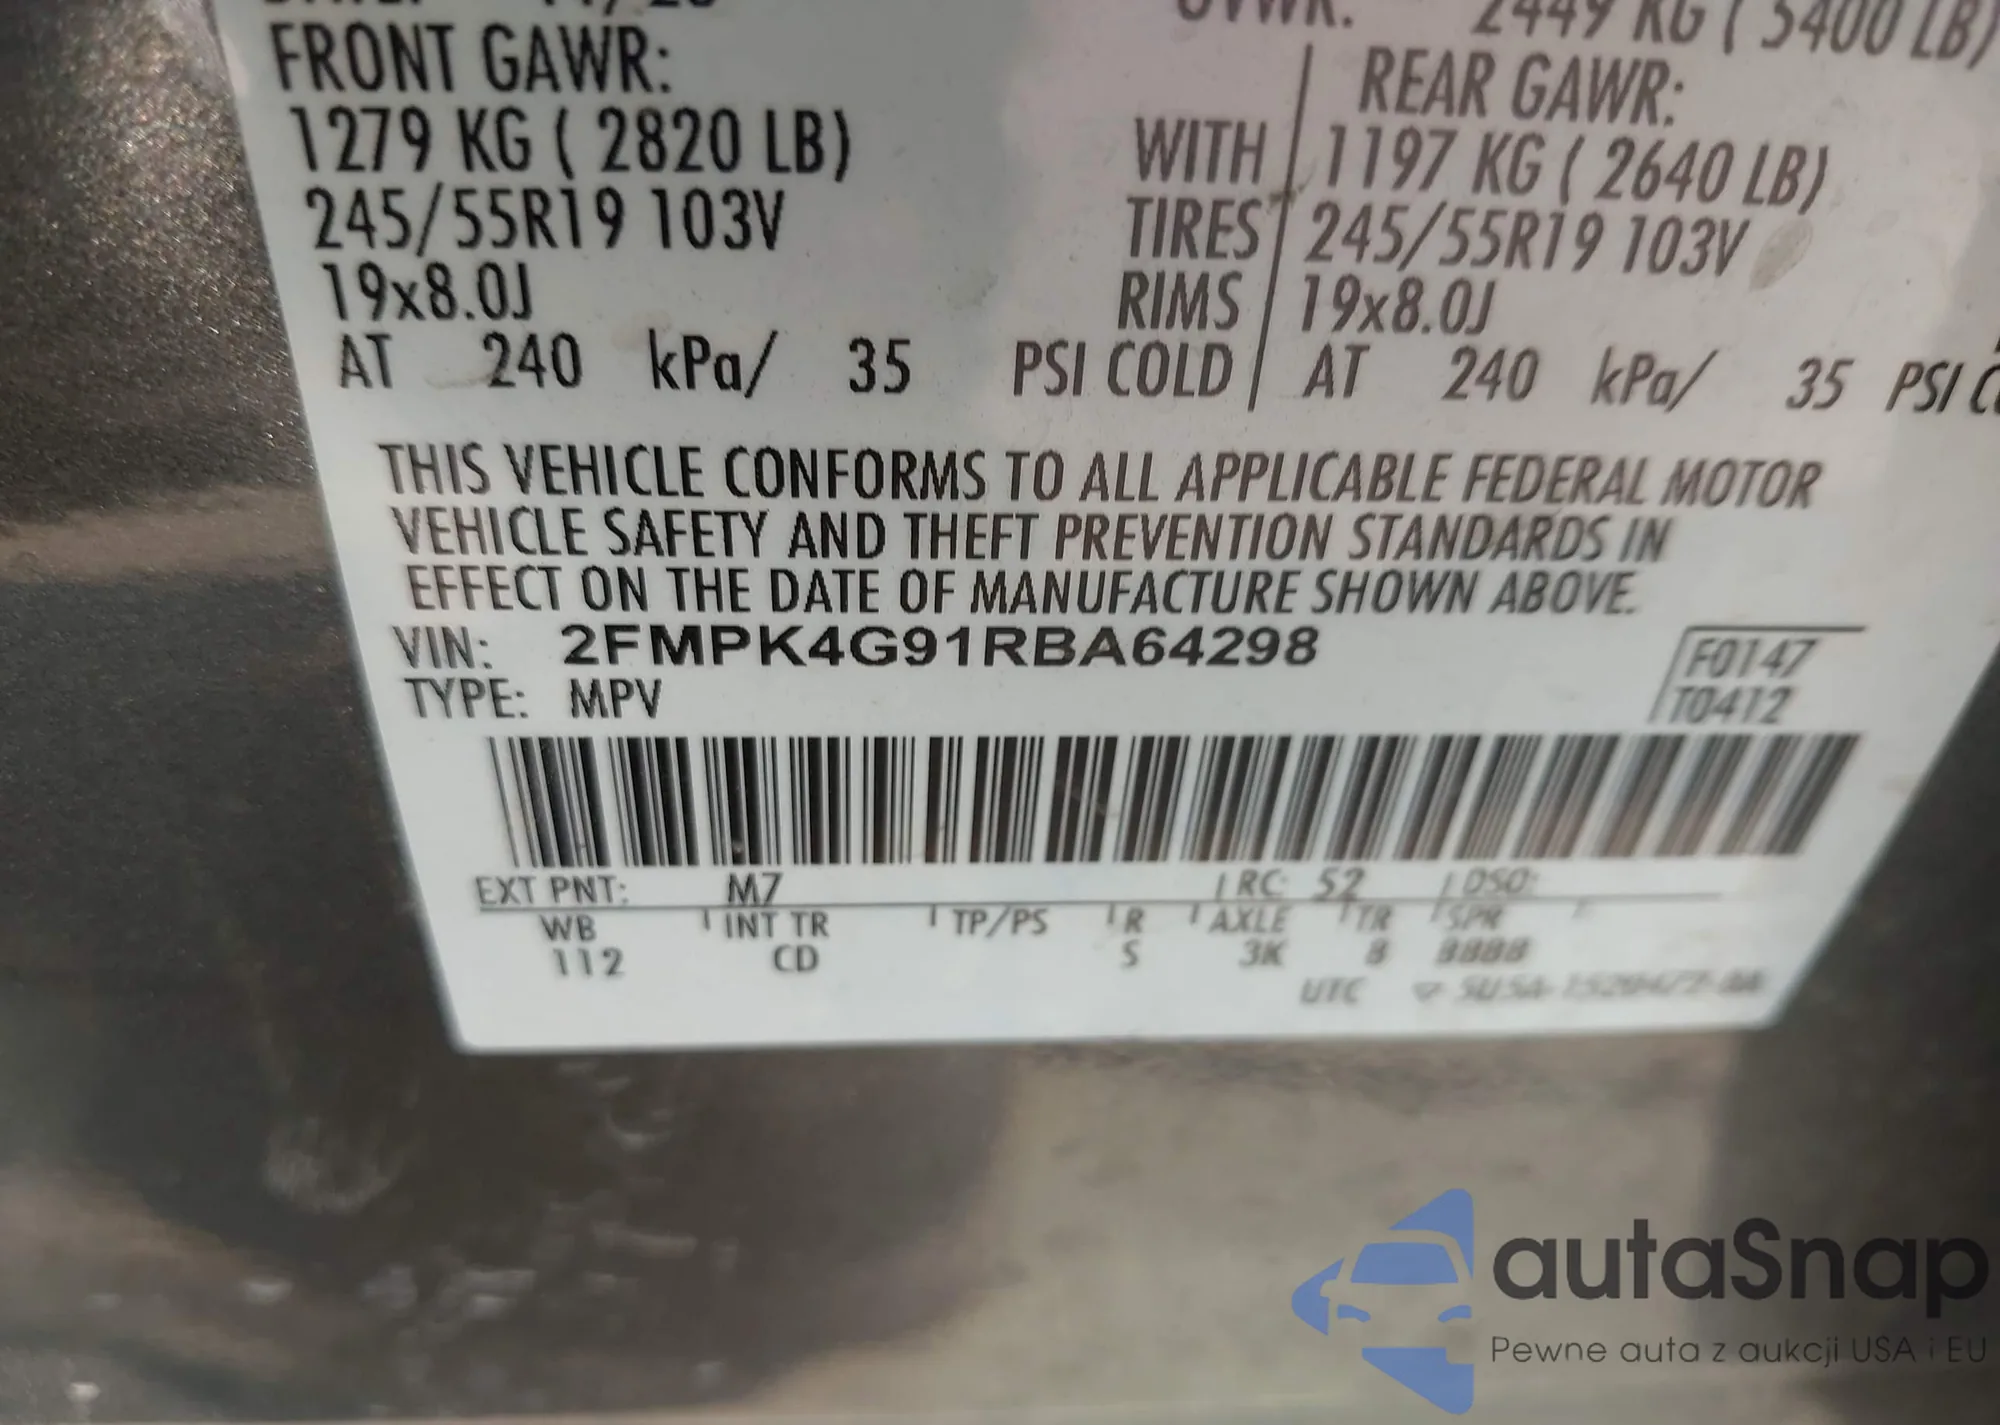 GVWR: 2449 KG ( 5400 LB)
FRONT GAWR: REAR GAWR:
1279 KG ( 2820 LB) WITH 1197 KG ( 2640 LB)
245/55R19 103V TIRES 245/55R19 103V
19x8.0J RIMS 19x8.0J
AT 240 kPa/ 35 PSI COLD AT 240 kPa/ 35 PSI
THIS VEHICLE CONFORMS TO ALL APPLICABLE FEDERAL MOTOR
VEHICLE SAFETY AND THEFT PREVENTION STANDARDS IN
EFFECT ON THE DATE OF MANUFACTURE SHOWN ABOVE.
VIN: 2FMPK4G91RBA64298
F0147
TYPE: MPV
T0412
EXT PNT: M7 RC: 52 DSO:
WB INT TR TP/PS R AXLE TR SPR
112 CD S 3K 8 8888
UTC
autaSnap
Pewne auta z aukcji USA i EU